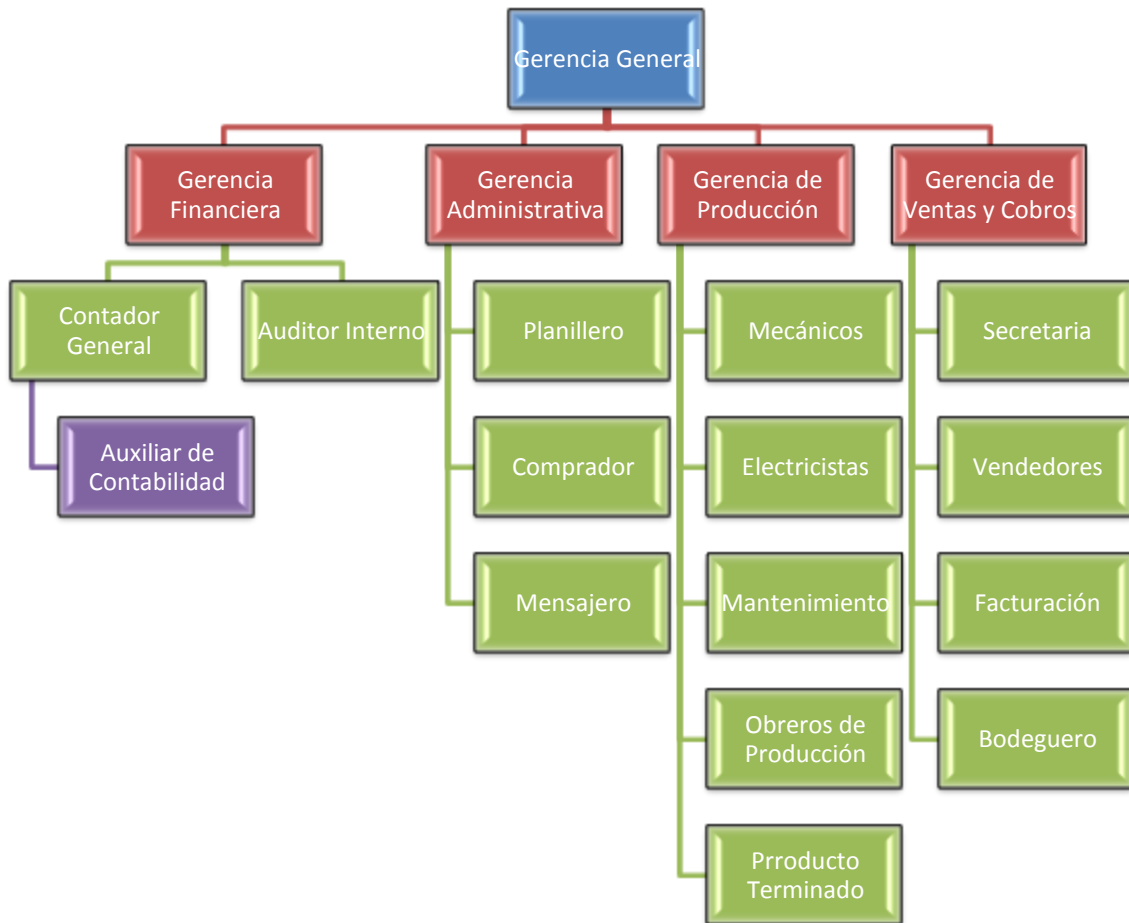 Gerencia General
Gerencia
Financiera
Gerencia
Administrativa
Gerencia de
Producción
Gerencia de
Ventas y Cobros
Contador
General
Auditor Interno
Planillero
Mecánicos
Secretaria
Auxiliar de
Contabilidad
Comprador
Electricistas
Vendedores
Mensajero
Mantenimiento
Facturación
Obreros de
Producción
Bodeguero
Prroducto
Terminado